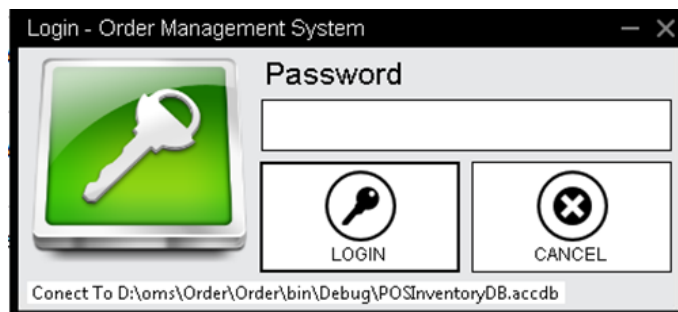 Login - Order Management System
Password
LOGIN
CANCEL
Conect To D:\oms\Order\Order\bin\Debug\POSInventoryDB.accdb